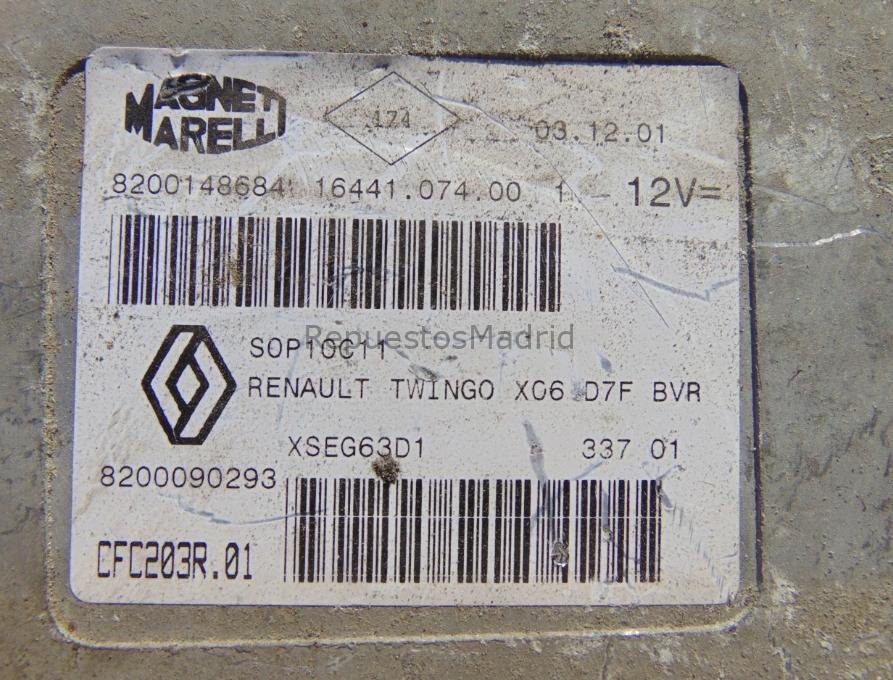 MAGNETI MARELLI
174 03.12.01
8200148684 16441.074.00 12V=
RepuestosMadrid
SOP10C11
RENAULT TWINGO XC6 D7F BVR
XSEG63D1 337 01
8200090293
CFC203R.01